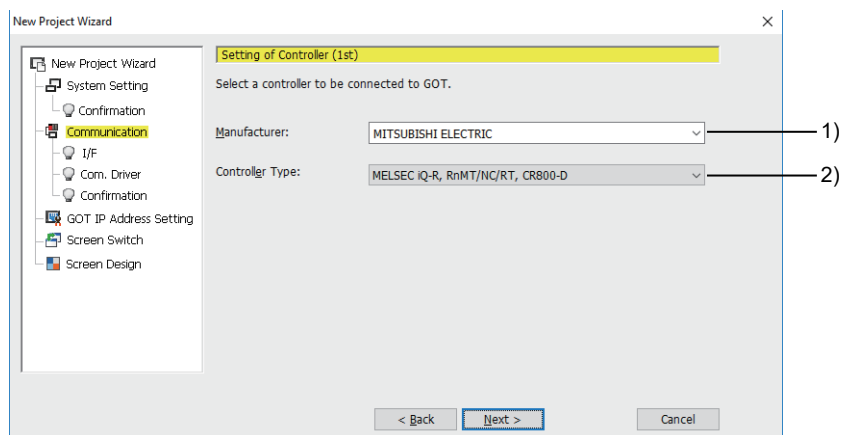 New Project Wizard
New Project Wizard
System Setting
Confirmation
Communication
I/F
Com. Driver
Confirmation
GOT IP Address Setting
Screen Switch
Screen Design
Setting of Controller (1st)
Select a controller to be connected to GOT.
Manufacturer: MITSUBISHI ELECTRIC 1)
Controller Type: MELSEC iQ-R, RnMT/NC/RT, CR800-D 2)
< Back Next > Cancel